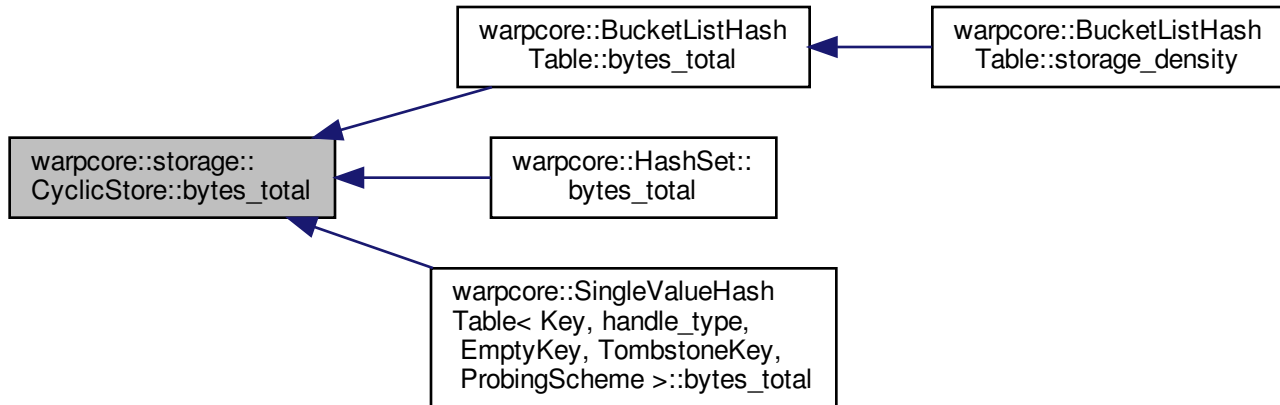 warpcore::BucketListHash
Table::bytes_total
warpcore::BucketListHash
Table::storage_density
warpcore::storage::
CyclicStore::bytes_total
warpcore::HashSet::
bytes_total
warpcore::SingleValueHash
Table< Key, handle_type,
EmptyKey, TombstoneKey,
ProbingScheme >::bytes_total